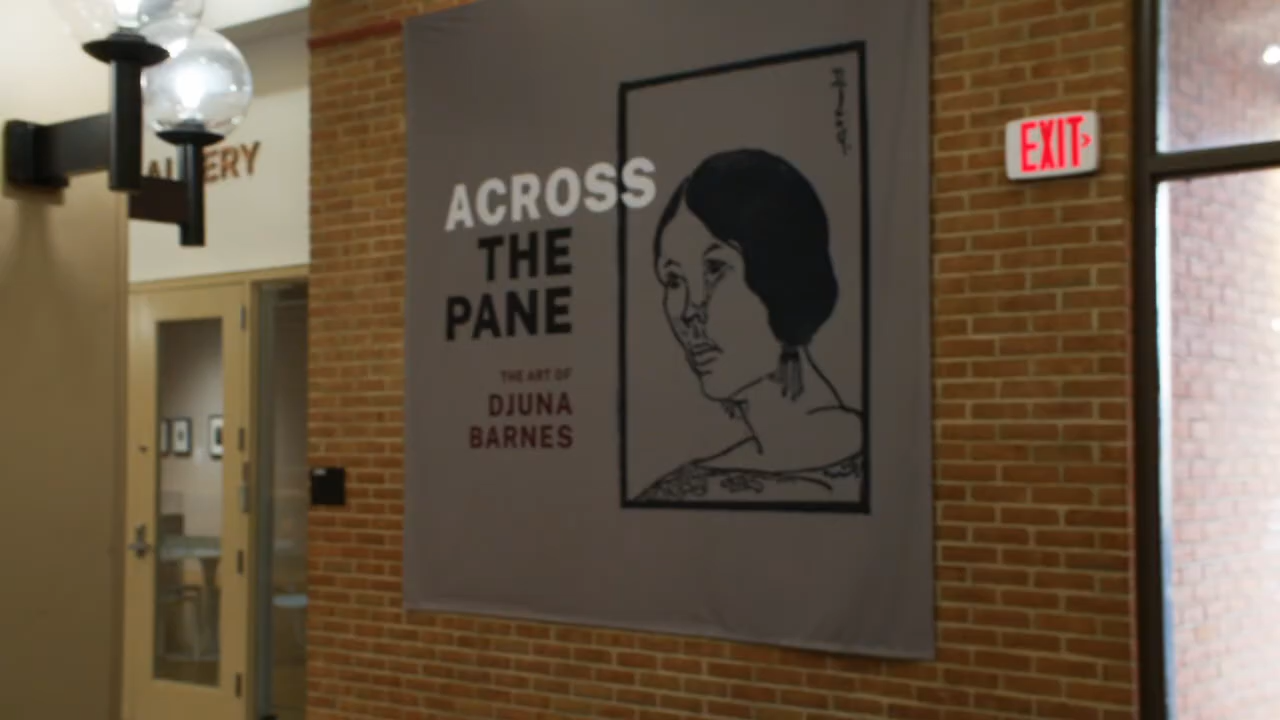 ACROSS
THE
PANE
THE ART OF
DJUNA
BARNES
EXIT